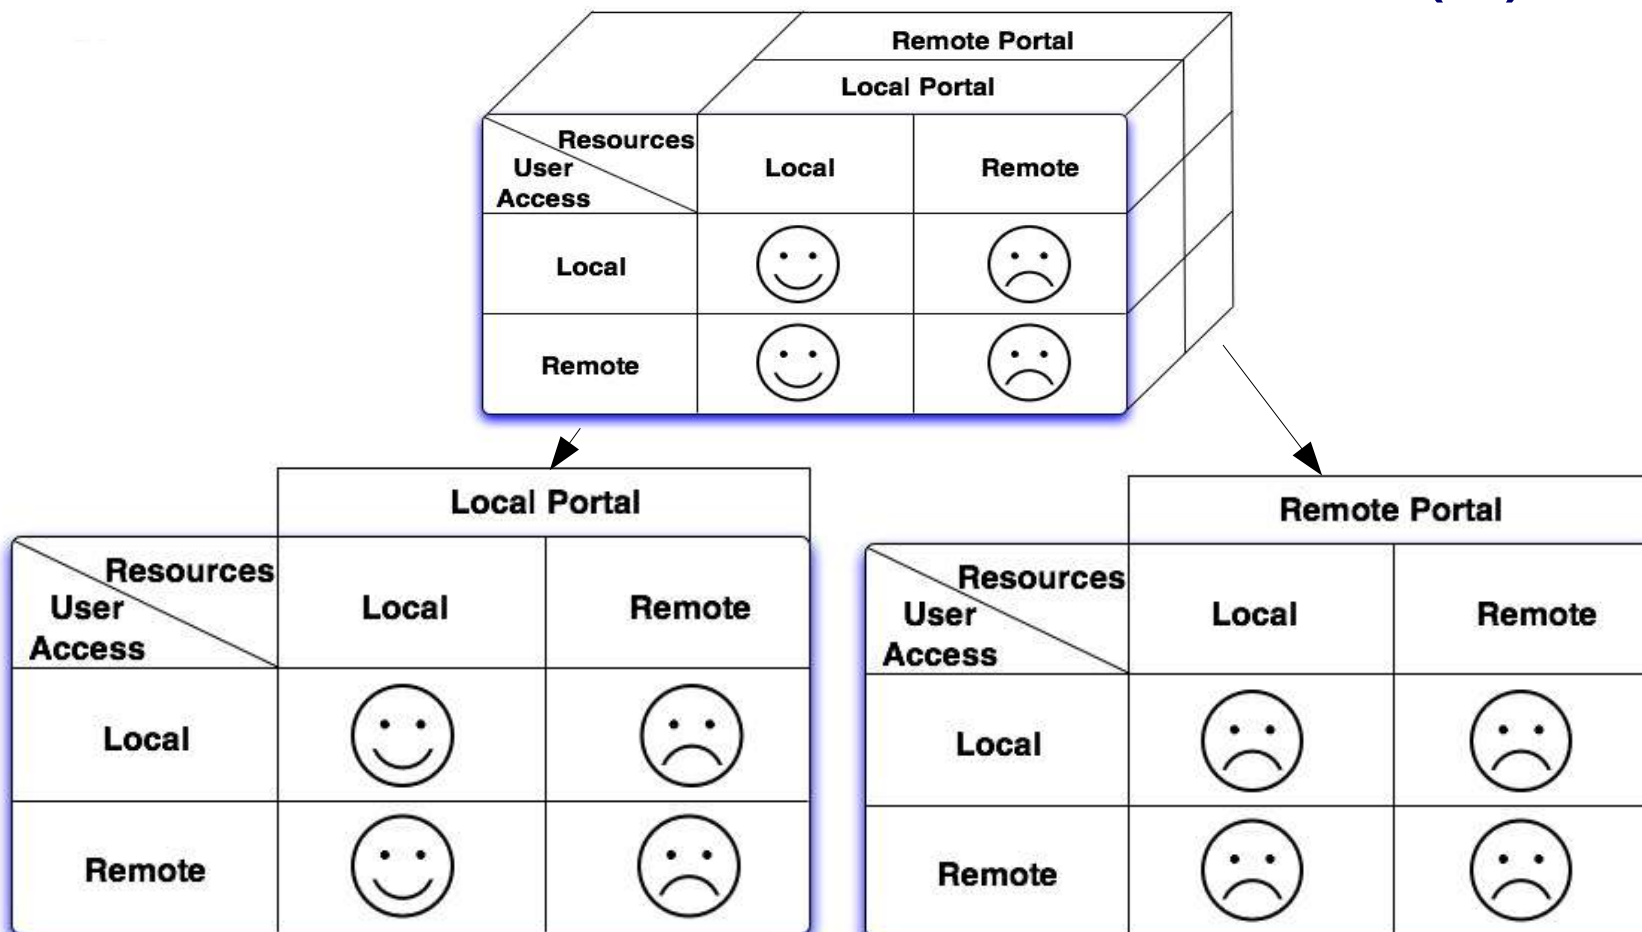 Remote Portal
Local Portal
Resources
User
Access
Local
Remote
Local
Remote
Local Portal
Resources
User
Access
Local
Remote
Local
Remote
Remote Portal
Resources
User
Access
Local
Remote
Local
Remote